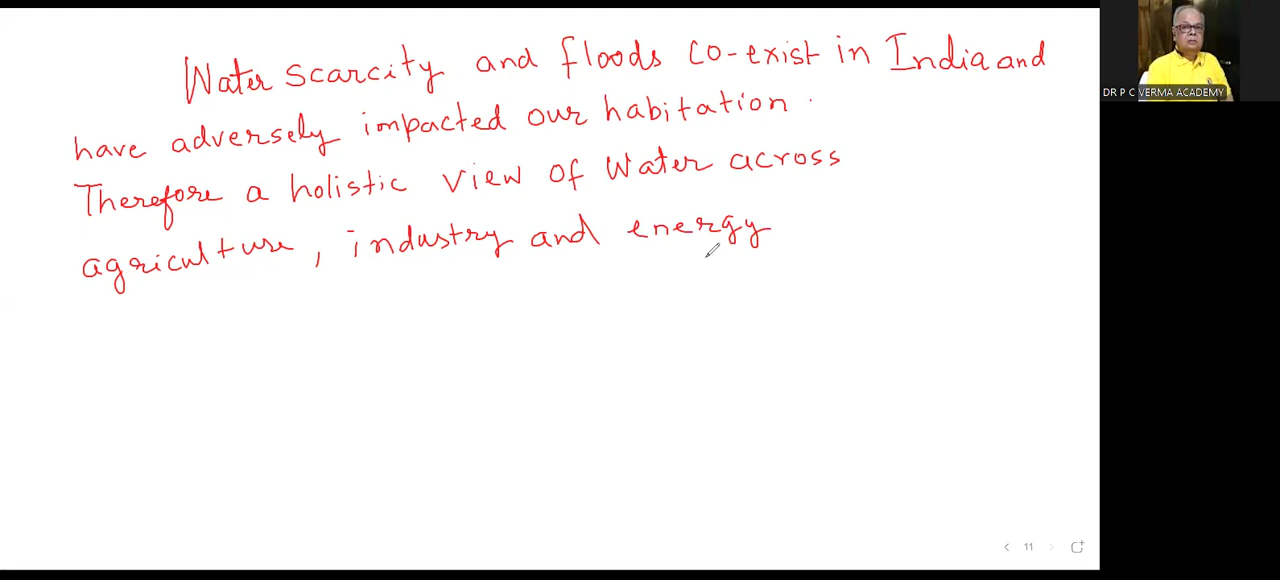 Water scarcity and floods co-exist in India and
have adversely impacted our habitation.
Therefore a holistic view of water across
agriculture, industry and energy
DR P C VERMA ACADEMY
11